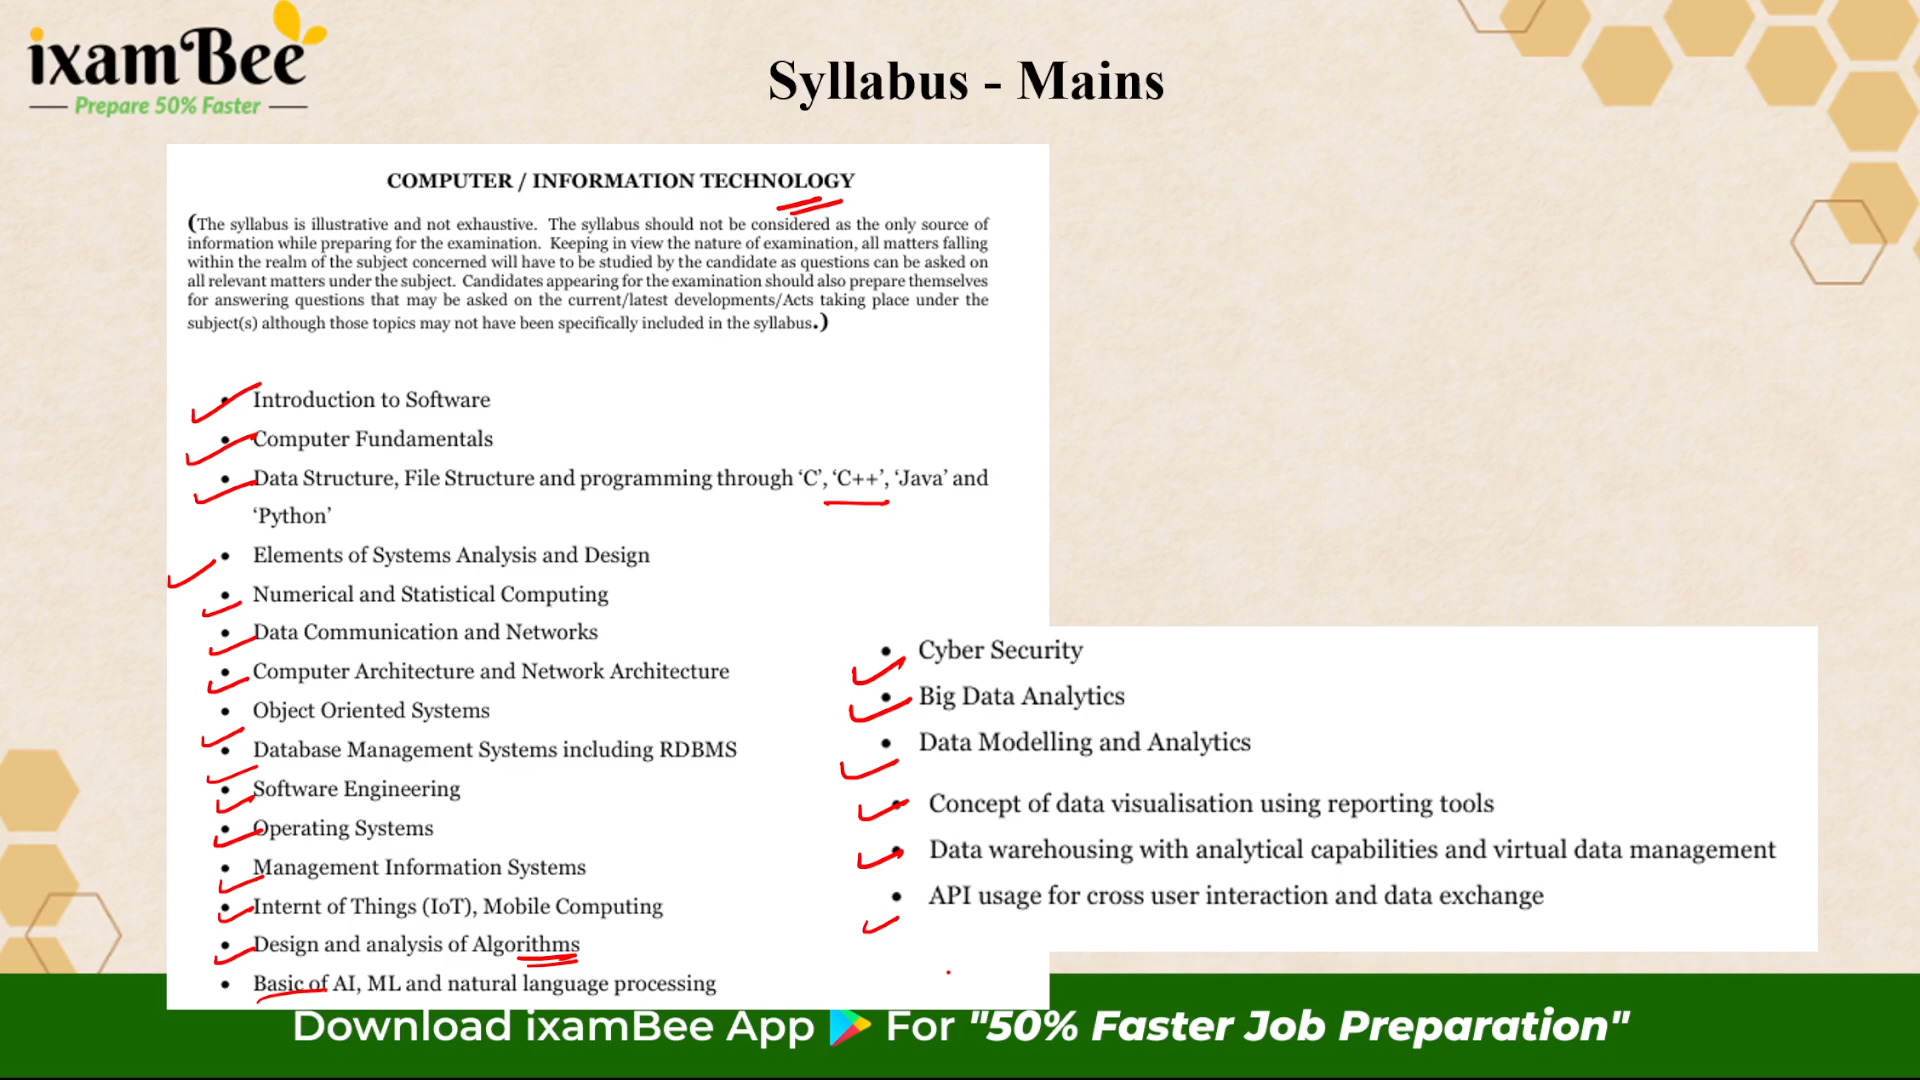 ixamBee
Prepare 50% Faster
Syllabus - Mains
COMPUTER / INFORMATION TECHNOLOGY
(The syllabus is illustrative and not exhaustive. The syllabus should not be considered as the only source of
information while preparing for the examination. Keeping in view the nature of examination, all matters falling
within the realm of the subject concerned will have to be studied by the candidate as questions can be asked on
all relevant matters under the subject. Candidates appearing for the examination should also prepare themselves
for answering questions that may be asked on the current/latest developments/Acts taking place under the
subject(s) although those topics may not have been specifically included in the syllabus.)
• Introduction to Software
• Computer Fundamentals
• Data Structure, File Structure and programming through ‘C’, ‘C++’, ‘Java’ and
‘Python’
• Elements of Systems Analysis and Design
• Numerical and Statistical Computing
• Data Communication and Networks
• Computer Architecture and Network Architecture
• Object Oriented Systems
• Database Management Systems including RDBMS
• Software Engineering
• Operating Systems
• Management Information Systems
• Internt of Things (IoT), Mobile Computing
• Design and analysis of Algorithms
• Basic of AI, ML and natural language processing
• Cyber Security
• Big Data Analytics
• Data Modelling and Analytics
• Concept of data visualisation using reporting tools
• Data warehousing with analytical capabilities and virtual data management
• API usage for cross user interaction and data exchange
Download ixamBee App For "50% Faster Job Preparation"